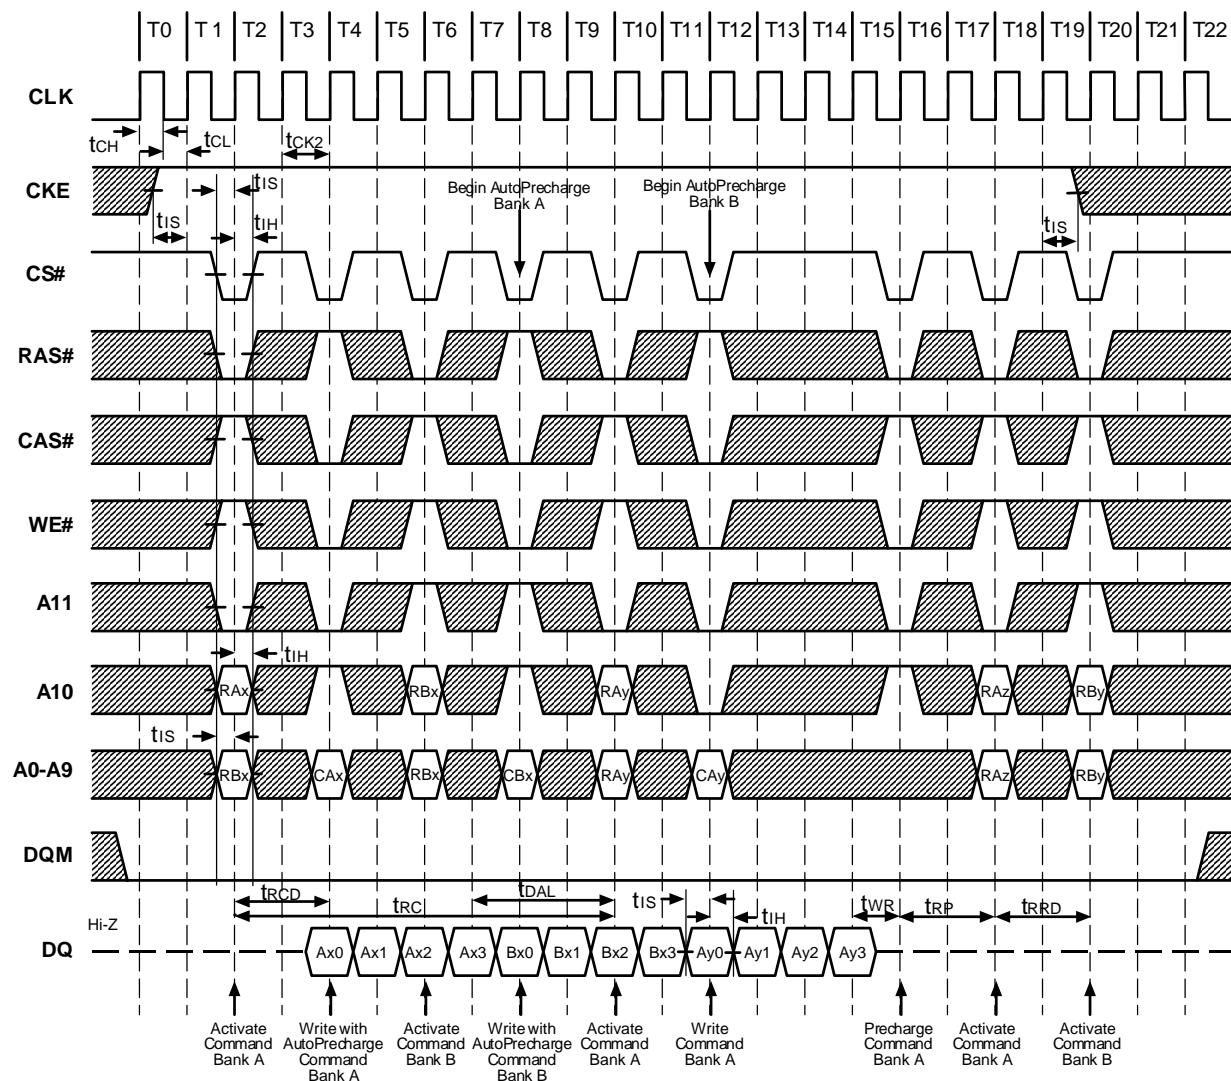 T0 T1 T2 T3 T4 T5 T6 T7 T8 T9 T10 T11 T12 T13 T14 T15 T16 T17 T18 T19 T20 T21 T22
CLK
tCH tCL tCK2
CKE
tIS
Begin AutoPrecharge
Bank A
Begin AutoPrecharge
Bank B
tIS tIH tIS
CS#
RAS#
CAS#
WE#
A11
tIH
A10
RAx RBx RAy RAz RBy
tIS
A0-A9
RBx CAx RBx CBx RAy CAy RAz RBy
DQM
tRCD tDAL tIS tWR tRP tRRD
tRC tIH
Hi-Z
DQ
Ax0 Ax1 Ax2 Ax3 Bx0 Bx1 Bx2 Bx3 Ay0 Ay1 Ay2 Ay3
Activate
Command
Bank A
Write with
AutoPrecharge
Command
Bank A
Activate
Command
Bank B
Write with
AutoPrecharge
Command
Bank B
Activate
Command
Bank A
Write
Command
Bank A
Precharge
Command
Bank A
Activate
Command
Bank A
Activate
Command
Bank B